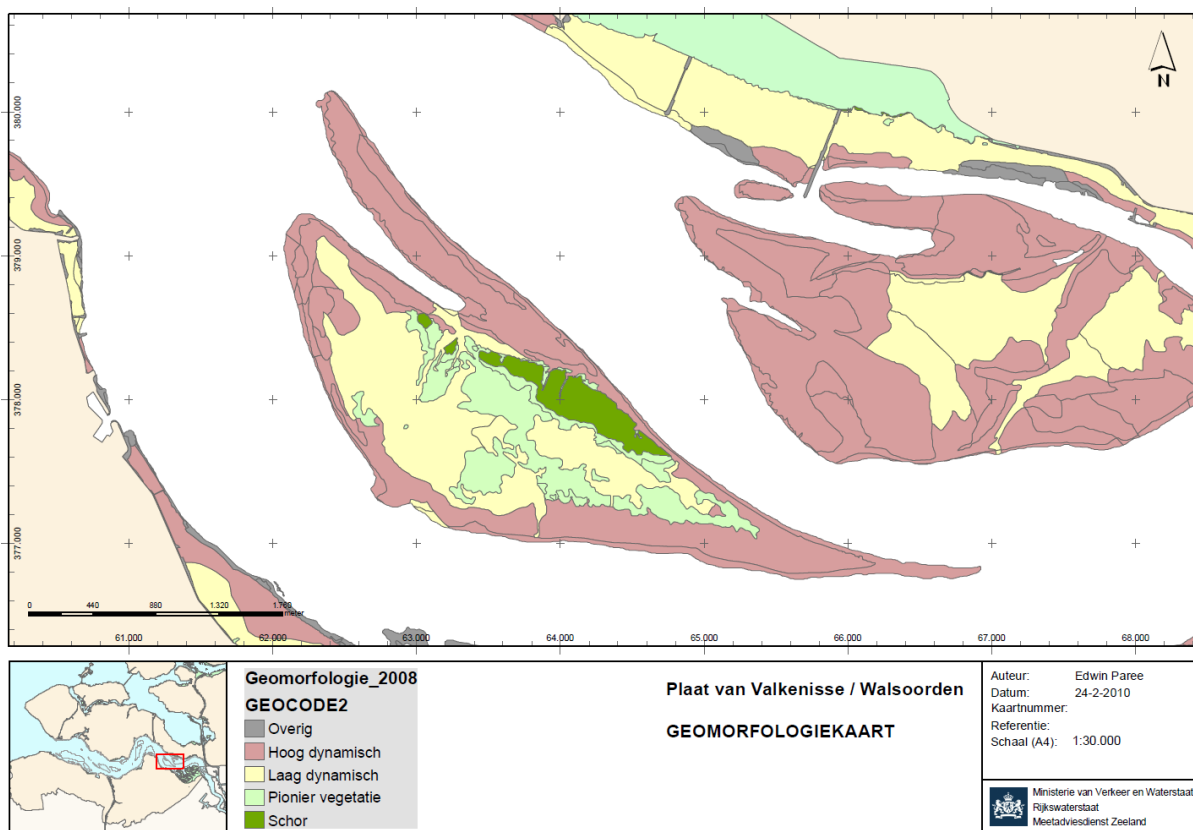 N
380.000
379.000
378.000
377.000
0 440 880 1.320 1.760
meter
61.000 62.000 63.000 64.000 65.000 66.000 67.000 68.000
Geomorfologie_2008
GEOCODE2
Overig
Hoog dynamisch
Laag dynamisch
Pionier vegetatie
Schor
Plaat van Valkenisse / Walsoorden
GEOMORFOLOGIEKAART
Auteur: Edwin Paree
Datum: 24-2-2010
Kaartnummer:
Referentie:
Schaal (A4): 1:30.000
Ministerie van Verkeer en Waterstaat
Rijkswaterstaat
Meetadviesdienst Zeeland